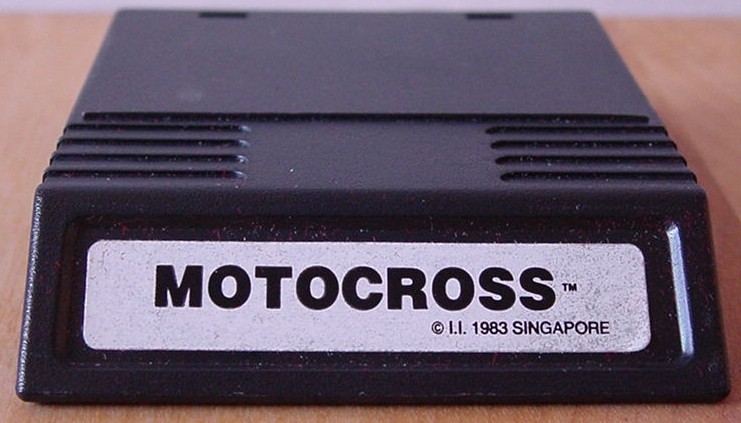 MOTOCROSS™
© I.I. 1983 SINGAPORE